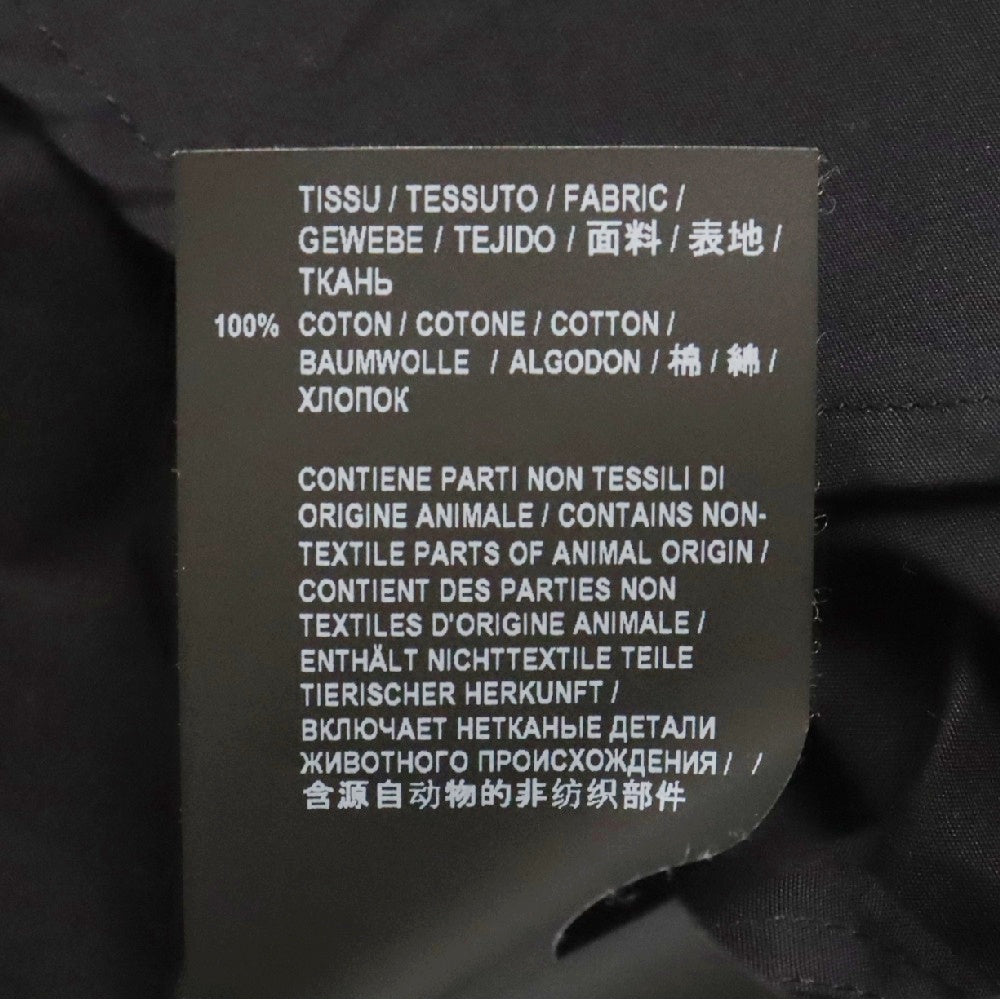 TISSU / TESSUTO / FABRIC /
GEWEBE / TEJIDO / 面料 / 表地 /
ТКАНЬ
100% COTON / COTONE / COTTON /
BAUMWOLLE / ALGODON / 棉 / 綿 /
ХЛОПОК
CONTIENE PARTI NON TESSILI DI
ORIGINE ANIMALE / CONTAINS NON-
TEXTILE PARTS OF ANIMAL ORIGIN /
CONTIENT DES PARTIES NON
TEXTILES D'ORIGINE ANIMALE /
ENTHÄLT NICHTTEXTILE TEILE
TIERISCHER HERKUNFT /
ВКЛЮЧАЕТ НЕТКАНЫЕ ДЕТАЛИ
ЖИВОТНОГО ПРОИСХОЖДЕНИЯ / /
含源自动物的非纺织部件